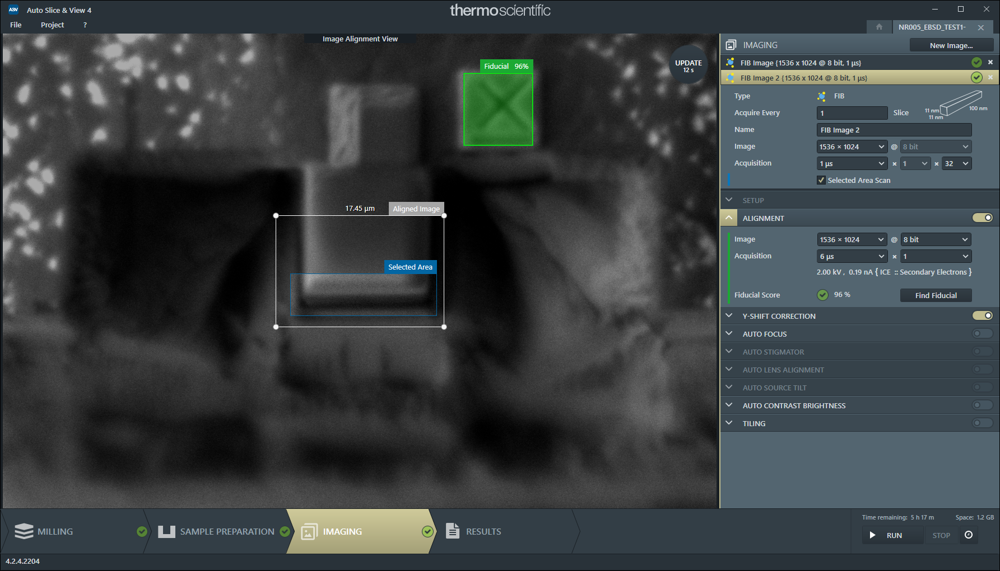 ASV Auto Slice & View 4
thermo scientific
File Project ?
NR005_EBSD_TEST1-
Image Alignment View
IMAGING
New Image...
UPDATE
12 s
Fiducial 96%
FIB Image {1536 x 1024 @ 8 bit, 1 µs}
FIB Image 2 {1536 x 1024 @ 8 bit, 1 µs}
Type FIB
Acquire Every 1 Slice
11 nm
11 nm
100 nm
Name FIB Image 2
Image 1536 × 1024 @ 8 bit
Acquisition 1 µs × 1 × 32
Selected Area Scan
SETUP
17.45 µm
Aligned Image
ALIGNMENT
Image 1536 × 1024 @ 8 bit
Acquisition 6 µs × 1
2.00 kV , 0.19 nA { ICE :: Secondary Electrons }
Selected Area
Fiducial Score 96 % Find Fiducial
Y-SHIFT CORRECTION
AUTO FOCUS
AUTO STIGMATOR
AUTO LENS ALIGNMENT
AUTO SOURCE TILT
AUTO CONTRAST BRIGHTNESS
TILING
MILLING
SAMPLE PREPARATION
IMAGING
RESULTS
Time remaining: 5 h 17 m Space: 1.2 GB
RUN STOP
4.2.4.2204